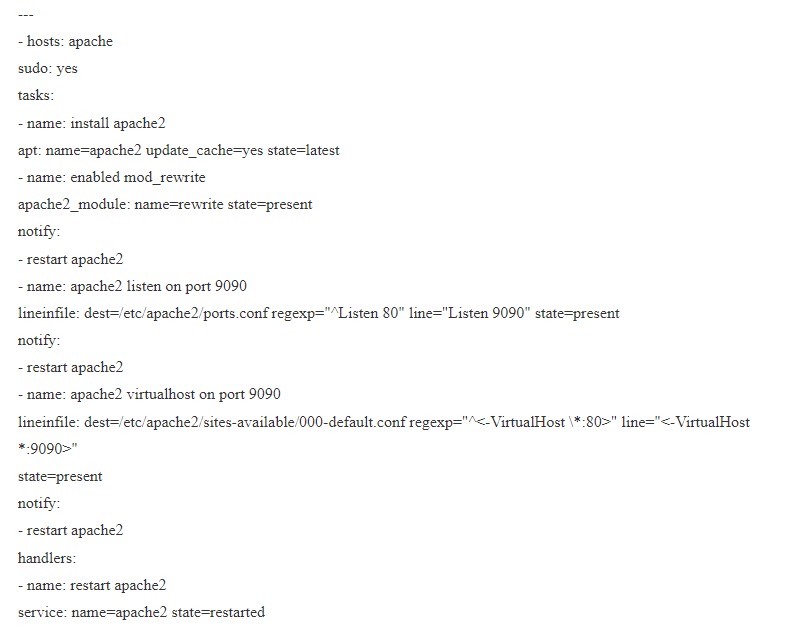 ---
- hosts: apache
sudo: yes
tasks:
- name: install apache2
apt: name=apache2 update_cache=yes state=latest
- name: enabled mod_rewrite
apache2_module: name=rewrite state=present
notify:
- restart apache2
- name: apache2 listen on port 9090
lineinfile: dest=/etc/apache2/ports.conf regexp="^Listen 80" line="Listen 9090" state=present
notify:
- restart apache2
- name: apache2 virtualhost on port 9090
lineinfile: dest=/etc/apache2/sites-available/000-default.conf regexp="^<-VirtualHost \*:80>" line="<-VirtualHost
*:9090>"
state=present
notify:
- restart apache2
handlers:
- name: restart apache2
service: name=apache2 state=restarted